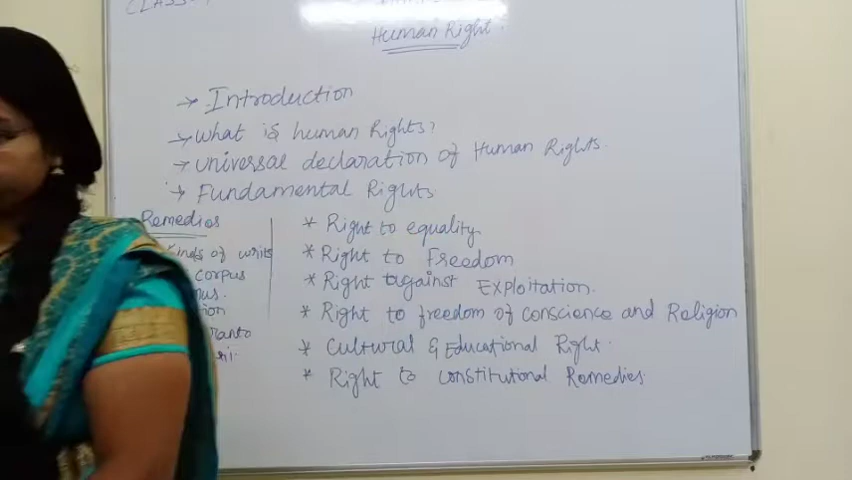 CLASS-
Human Right.
→ Introduction
→ What is human Rights?
→ Universal declaration of Human Rights.
→ Fundamental Rights
Remedies
Kinds of writs
corpus
* Right to equality.
* Right to Freedom
* Right against Exploitation.
* Right to freedom of conscience and Religion
* Cultural & Educational Right.
* Right to constitutional Remedies